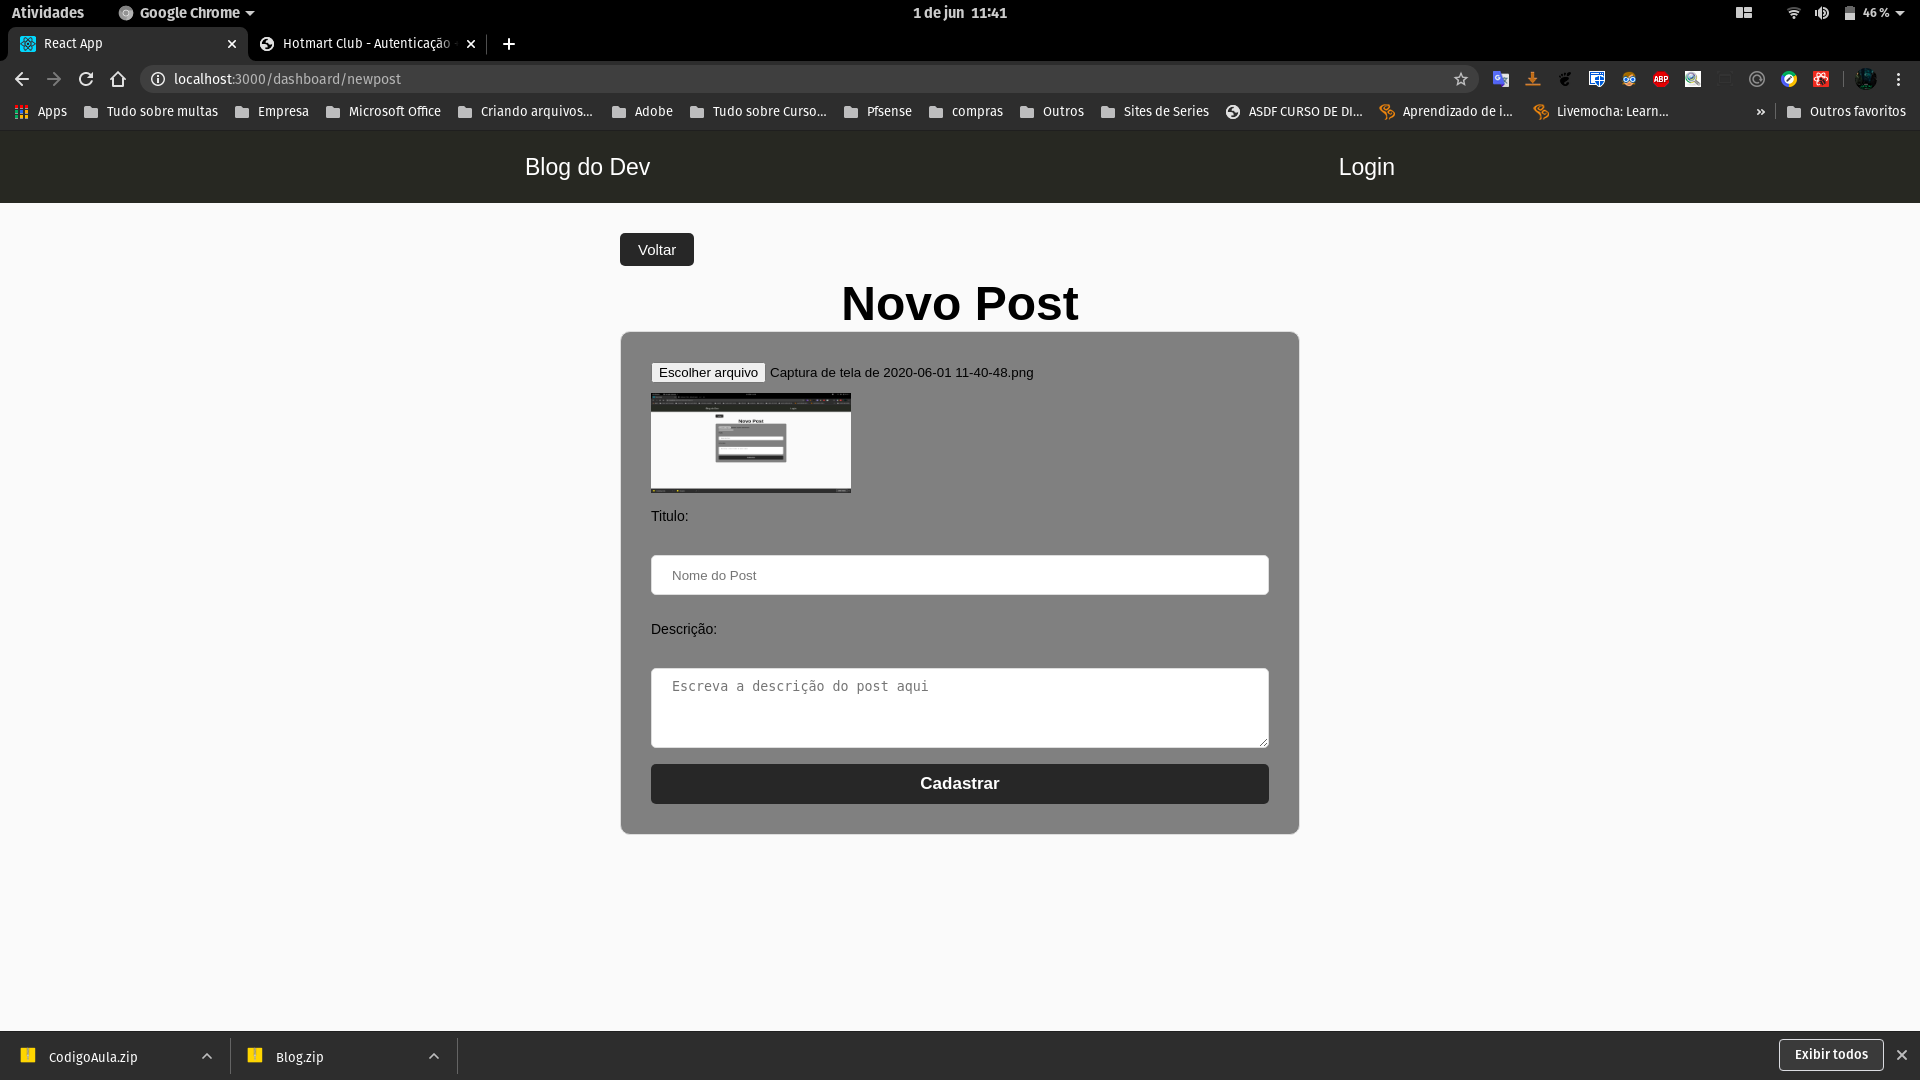 Atividades Google Chrome 1 de jun 11:41 46 %
React App Hotmart Club - Autenticação
localhost:3000/dashboard/newpost
Apps Tudo sobre multas Empresa Microsoft Office Criando arquivos... Adobe Tudo sobre Curso... Pfsense compras Outros Sites de Series ASDF CURSO DE DI... Aprendizado de i... Livemocha: Learn... » Outros favoritos
Blog do Dev Login
Voltar
Novo Post
Escolher arquivo Captura de tela de 2020-06-01 11-40-48.png
Novo Post
Titulo:
Nome do Post
Descrição:
Escreva a descrição do post aqui
Cadastrar
CodigoAula.zip Blog.zip Exibir todos